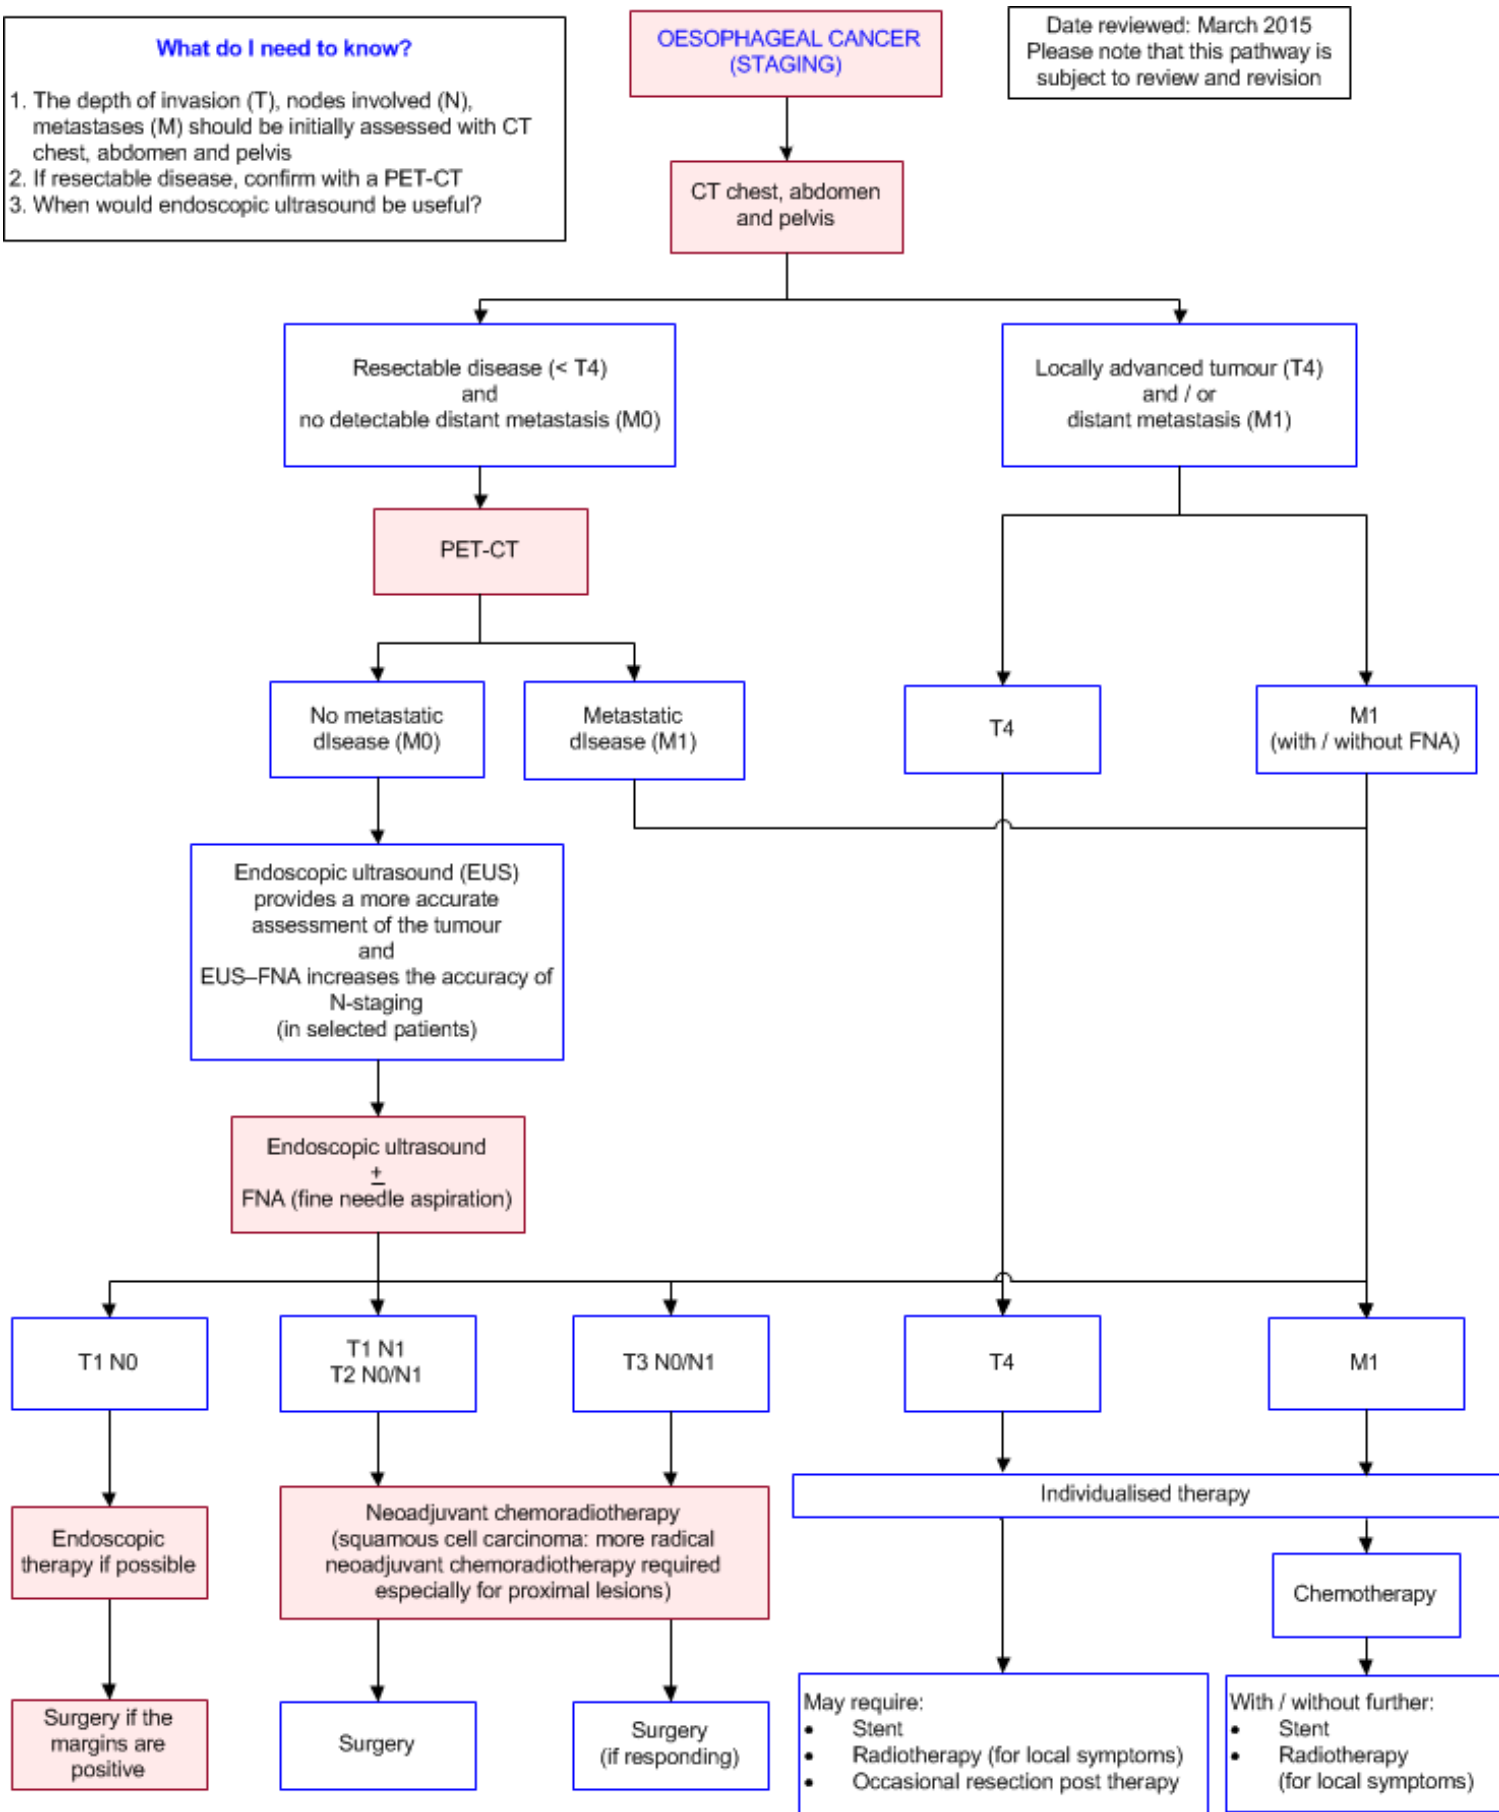 What do I need to know?
1. The depth of invasion (T), nodes involved (N),
metastases (M) should be initially assessed with CT
chest, abdomen and pelvis
2. If resectable disease, confirm with a PET-CT
3. When would endoscopic ultrasound be useful?
OESOPHAGEAL CANCER
(STAGING)
Date reviewed: March 2015
Please note that this pathway is
subject to review and revision
CT chest, abdomen
and pelvis
Resectable disease (< T4)
and
no detectable distant metastasis (M0)
Locally advanced tumour (T4)
and / or
distant metastasis (M1)
PET-CT
No metastatic
dIsease (M0)
Metastatic
dIsease (M1)
T4
M1
(with / without FNA)
Endoscopic ultrasound (EUS)
provides a more accurate
assessment of the tumour
and
EUS–FNA increases the accuracy of
N-staging
(in selected patients)
Endoscopic ultrasound
±
FNA (fine needle aspiration)
T1 N0
T1 N1
T2 N0/N1
T3 N0/N1
T4
M1
Endoscopic
therapy if possible
Neoadjuvant chemoradiotherapy
(squamous cell carcinoma: more radical
neoadjuvant chemoradiotherapy required
especially for proximal lesions)
Individualised therapy
Chemotherapy
Surgery if the
margins are
positive
Surgery
Surgery
(if responding)
May require:
• Stent
• Radiotherapy (for local symptoms)
• Occasional resection post therapy
With / without further:
• Stent
• Radiotherapy
(for local symptoms)